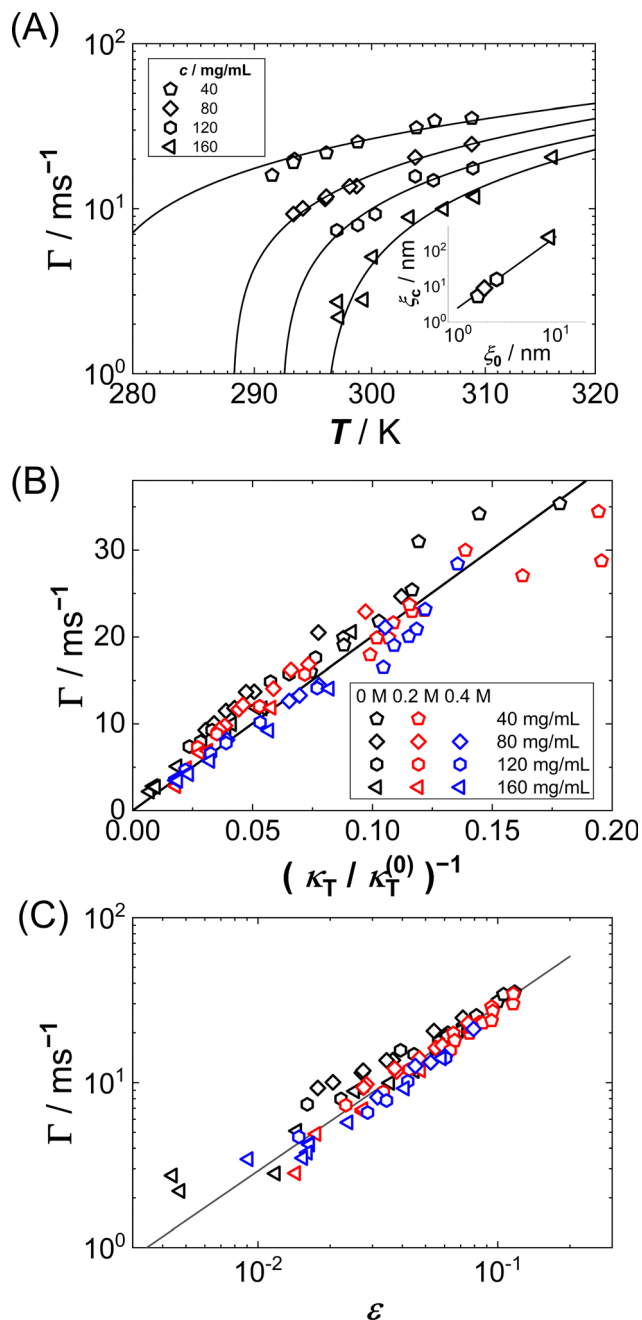 (A)
10²
c / mg/mL
40
80
120
160
Γ / ms⁻¹
10¹
10⁰
ξc / nm
10²
10¹
10⁰
10⁰ 10¹
ξ₀ / nm
280 290 300 310 320
T / K
(B)
Γ / ms⁻¹
30
20
10
0
0 M 0.2 M 0.4 M
40 mg/mL
80 mg/mL
120 mg/mL
160 mg/mL
0.00 0.05 0.10 0.15 0.20
( κT / κT⁽⁰⁾ )⁻¹
(C)
10²
Γ / ms⁻¹
10¹
10⁰
10⁻² 10⁻¹
ε